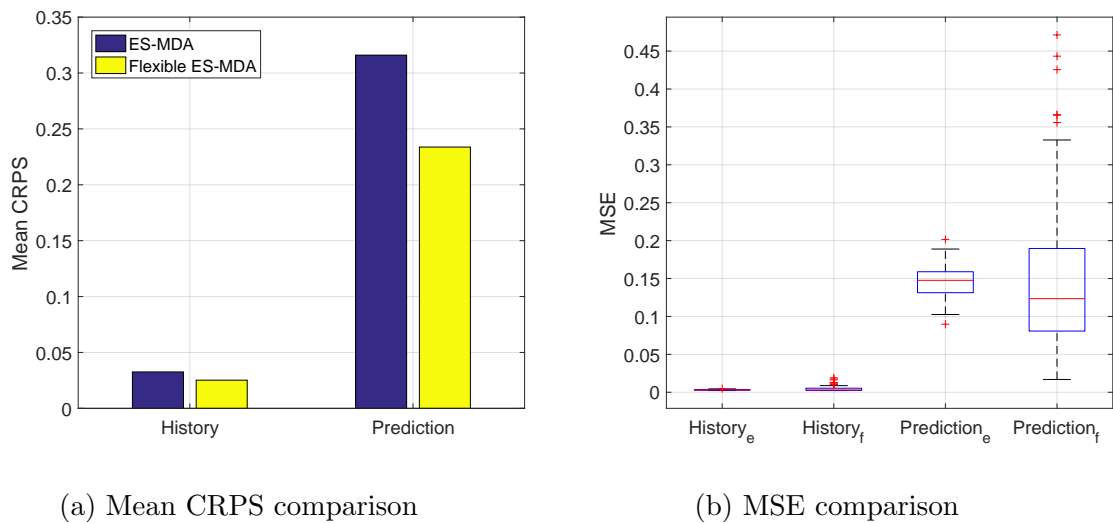 0.35
0.3
0.25
0.2
0.15
0.1
0.05
0
Mean CRPS
ES-MDA
Flexible ES-MDA
History
Prediction
(a) Mean CRPS comparison
0.45
0.4
0.35
0.3
0.25
0.2
0.15
0.1
0.05
0
MSE
History_e
History_f
Prediction_e
Prediction_f
(b) MSE comparison